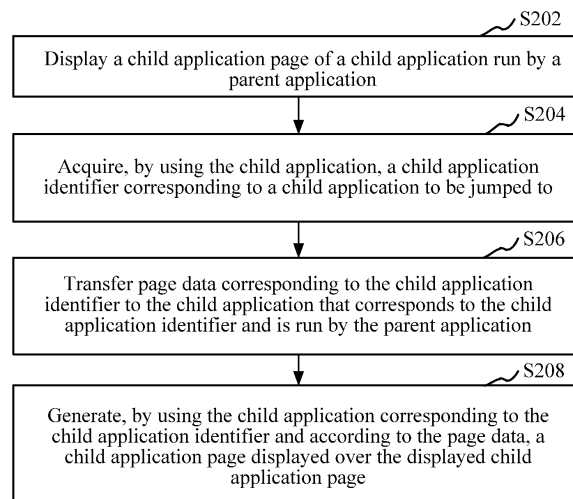 S202
Display a child application page of a child application run by a
parent application
S204
Acquire, by using the child application, a child application
identifier corresponding to a child application to be jumped to
S206
Transfer page data corresponding to the child application
identifier to the child application that corresponds to the child
application identifier and is run by the parent application
S208
Generate, by using the child application corresponding to the
child application identifier and according to the page data, a
child application page displayed over the displayed child
application page